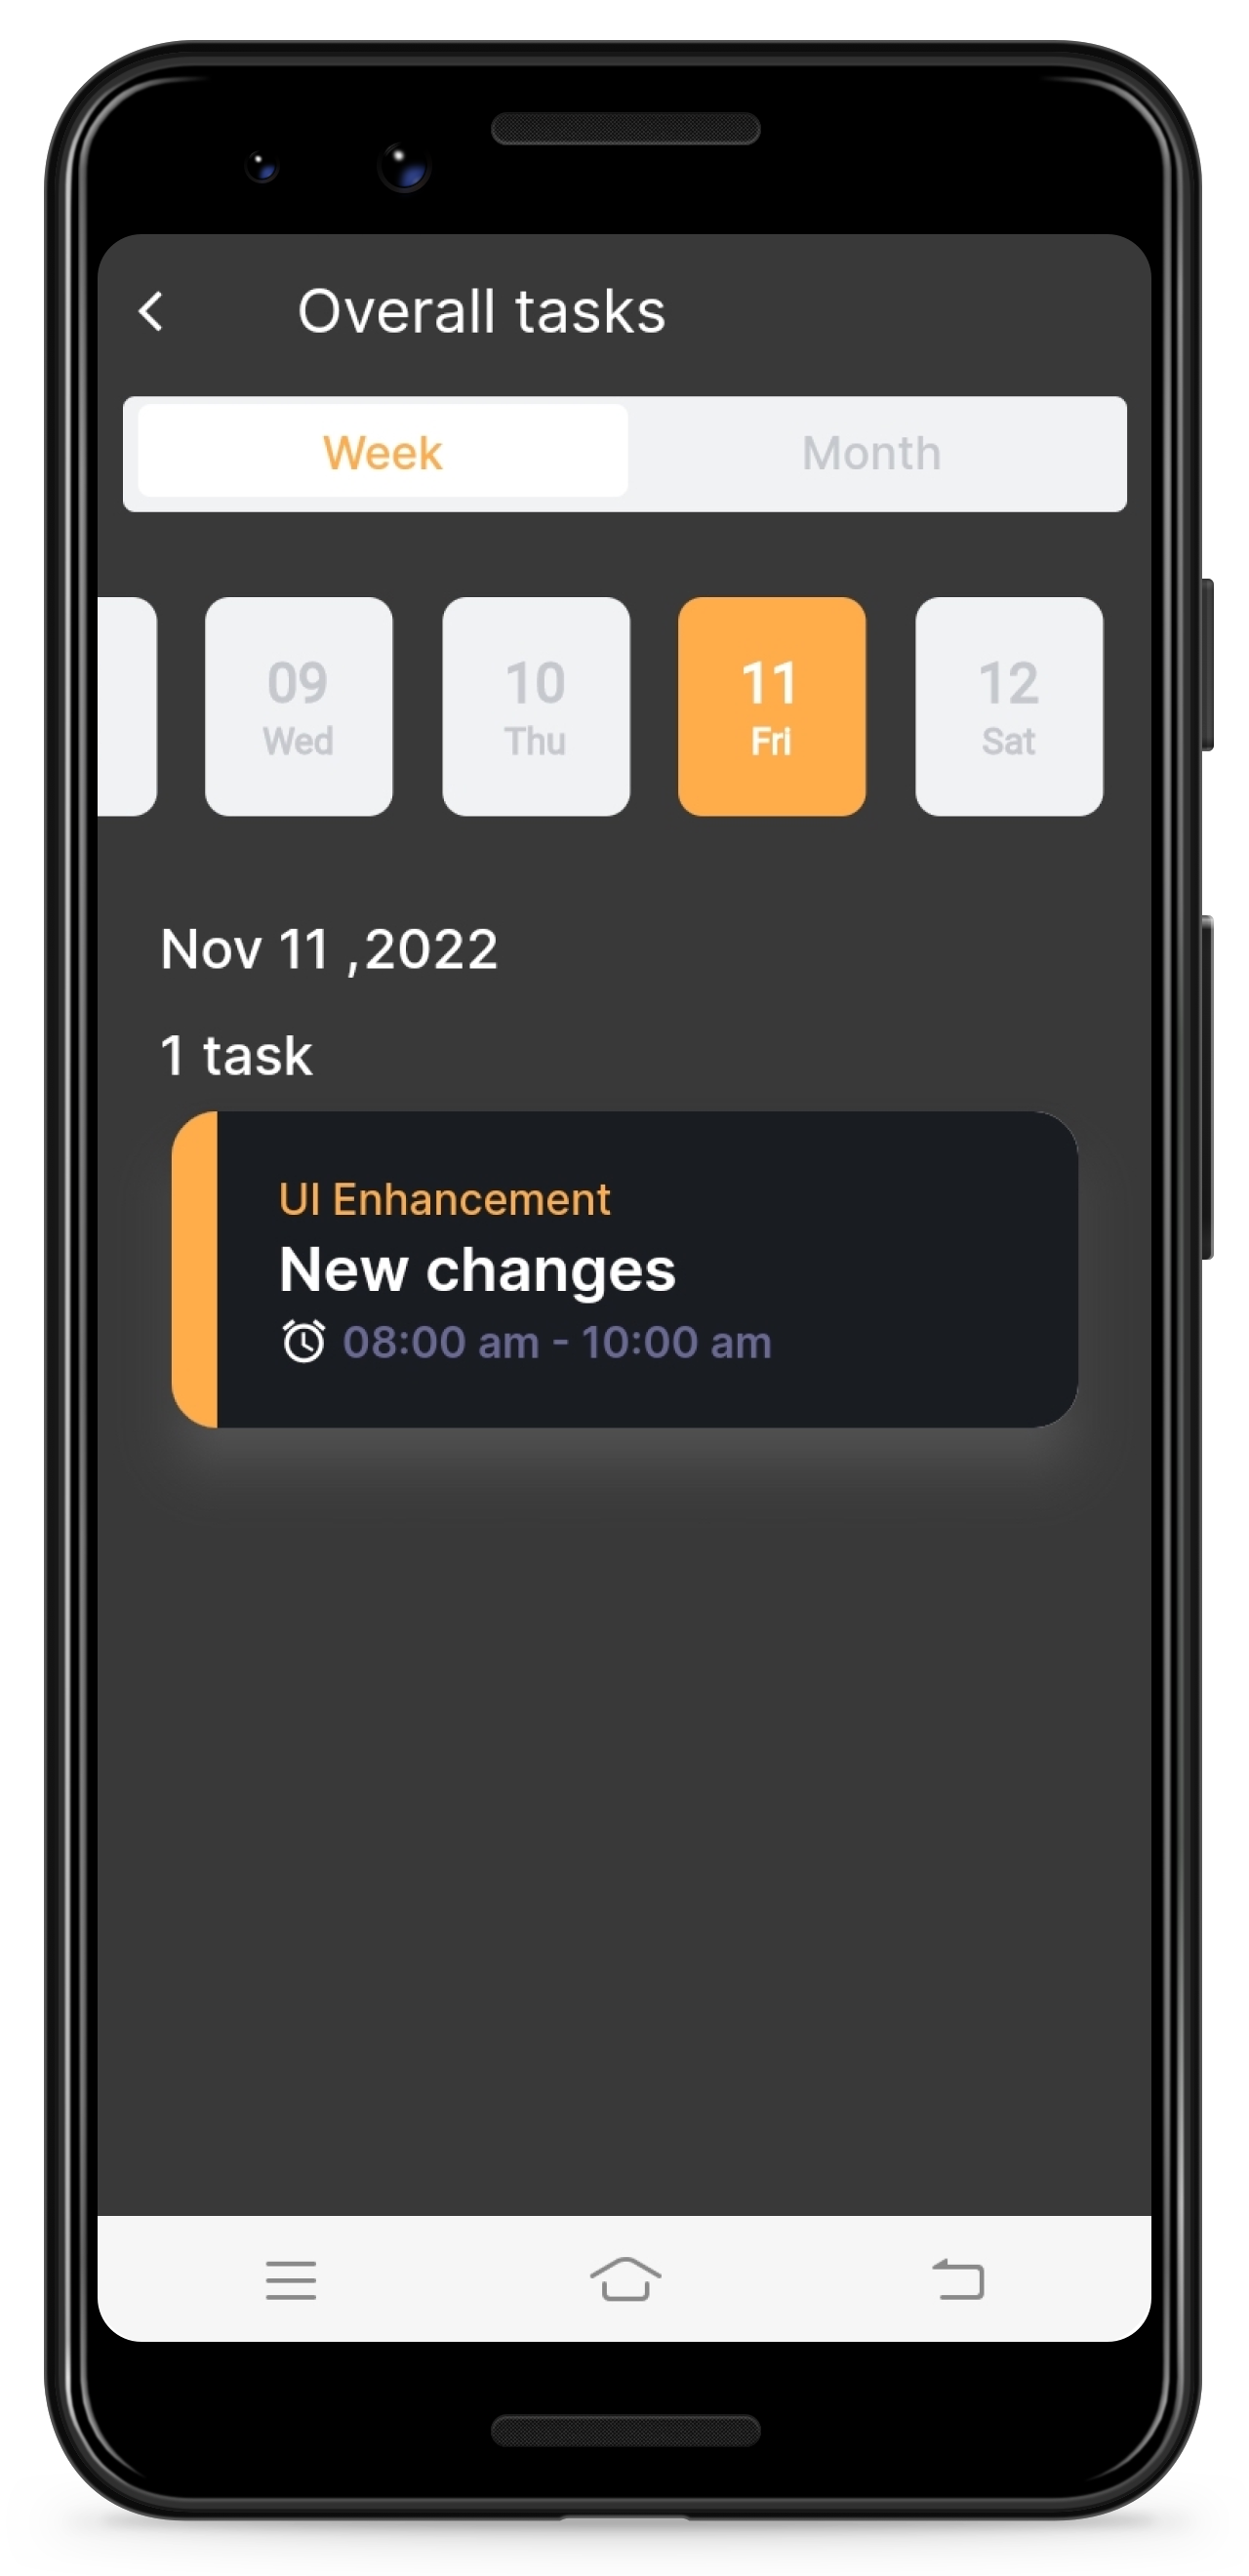 Overall tasks
Week Month
09 10 11 12
Wed Thu Fri Sat
Nov 11 ,2022
1 task
UI Enhancement
New changes
08:00 am - 10:00 am